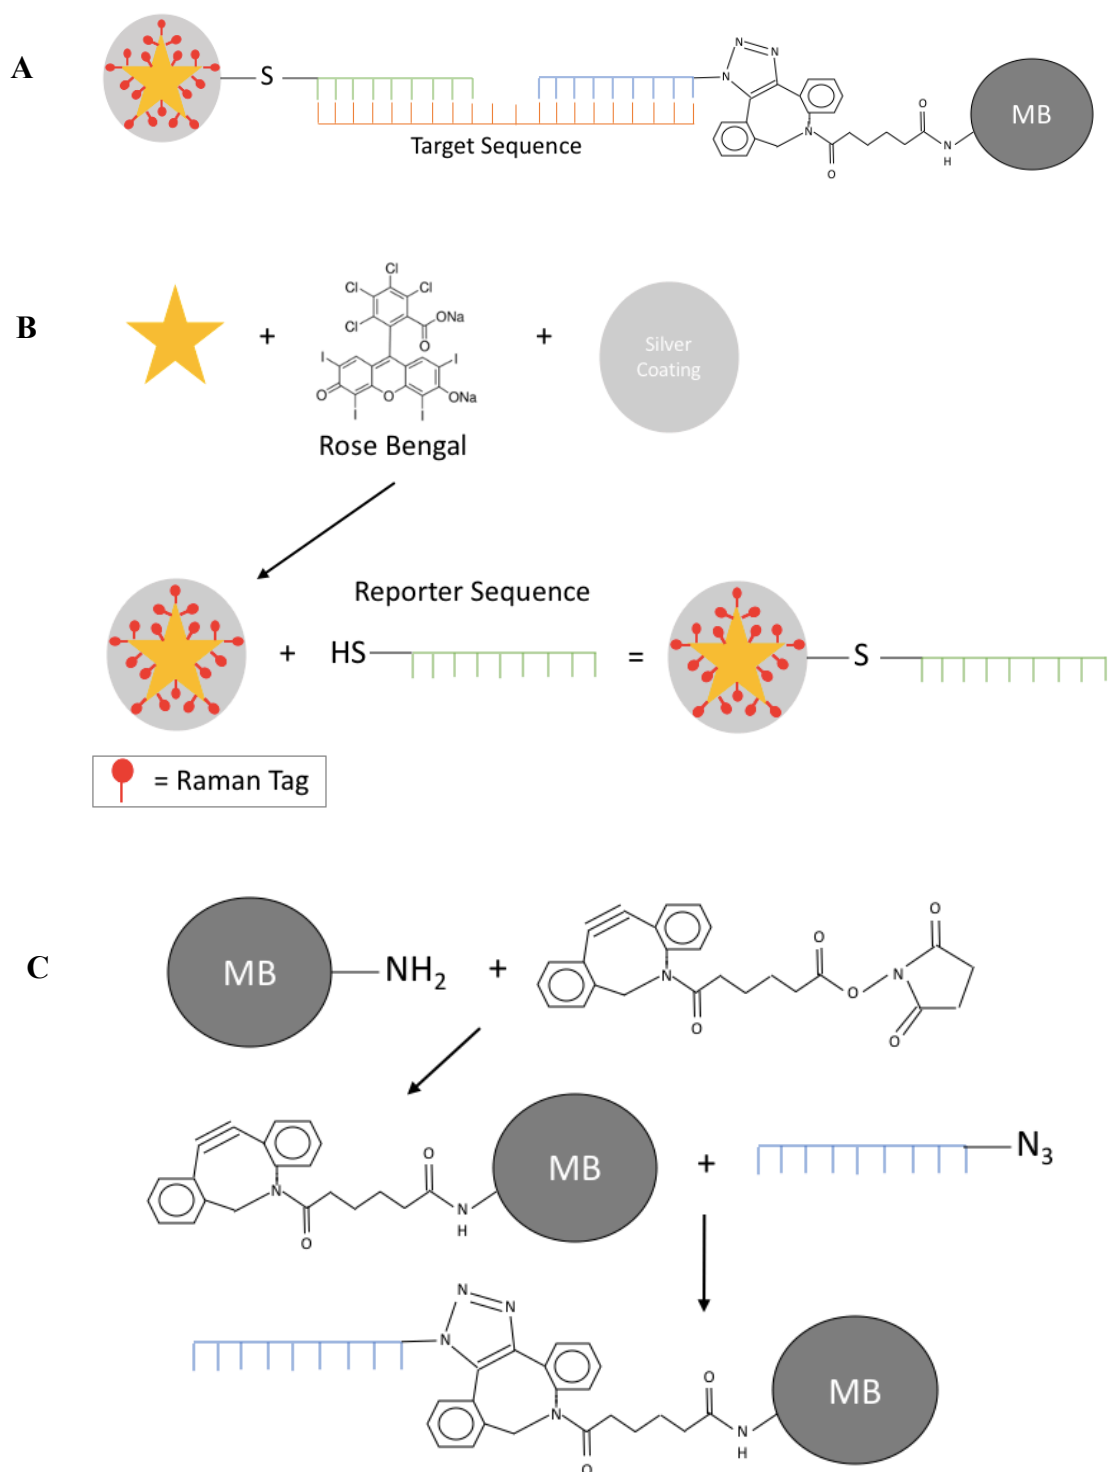 A
S
N
N
N
N
O
O
N
H
MB
Target Sequence
B
+
Cl
Cl
Cl
Cl
ONa
O
I
I
O
O
ONa
I
I
Rose Bengal
+
Silver
Coating
Reporter Sequence
+
HS
=
S
= Raman Tag
C
MB
NH₂
+
N
O
O
O
N
O
O
N
O
O
N
H
MB
+
N₃
N
N
N
N
O
O
N
H
MB